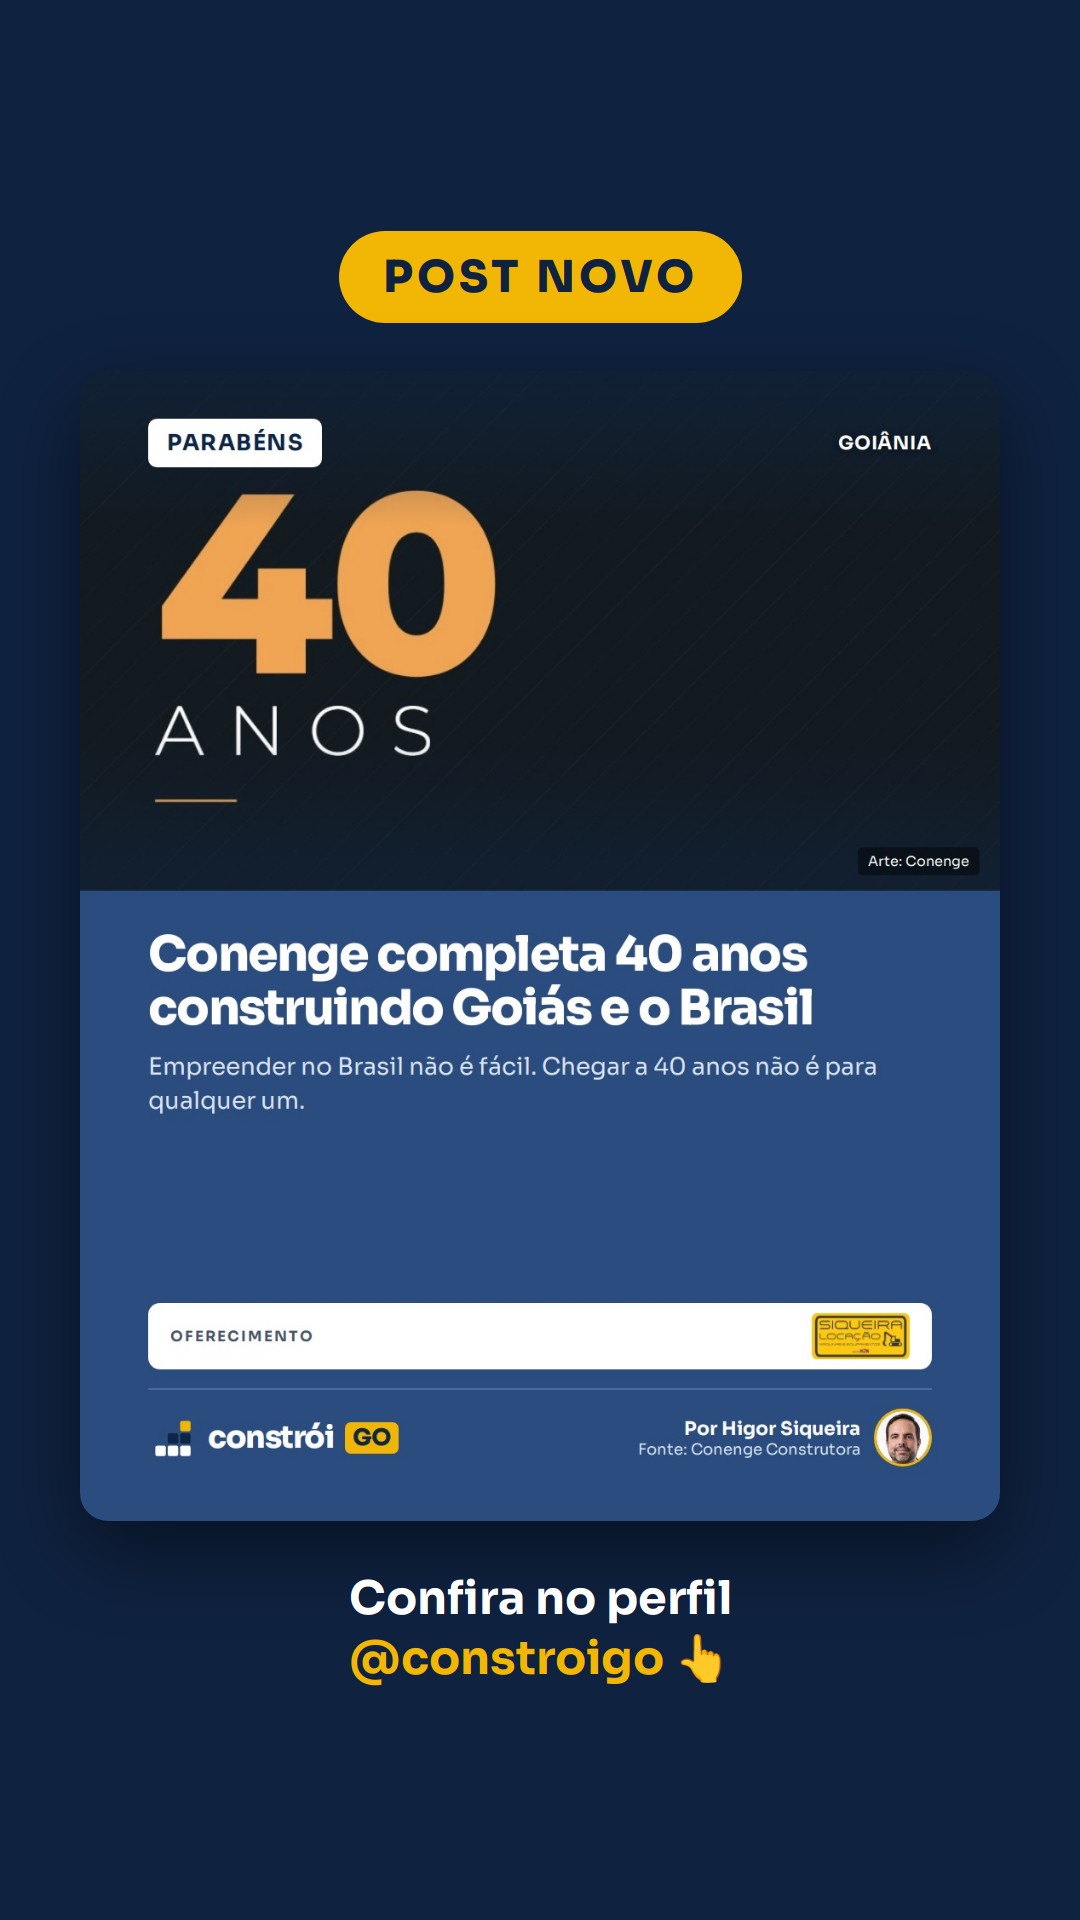 POST NOVO
PARABÉNS
GOIÂNIA
40
ANOS
Arte: Conenge
Conenge completa 40 anos
construindo Goiás e o Brasil
Empreender no Brasil não é fácil. Chegar a 40 anos não é para
qualquer um.
OFERECIMENTO
SIQUEIRA
LOCAÇÃO
constrói GO
Por Higor Siqueira
Fonte: Conenge Construtora
Confira no perfil
@constroigo 👆